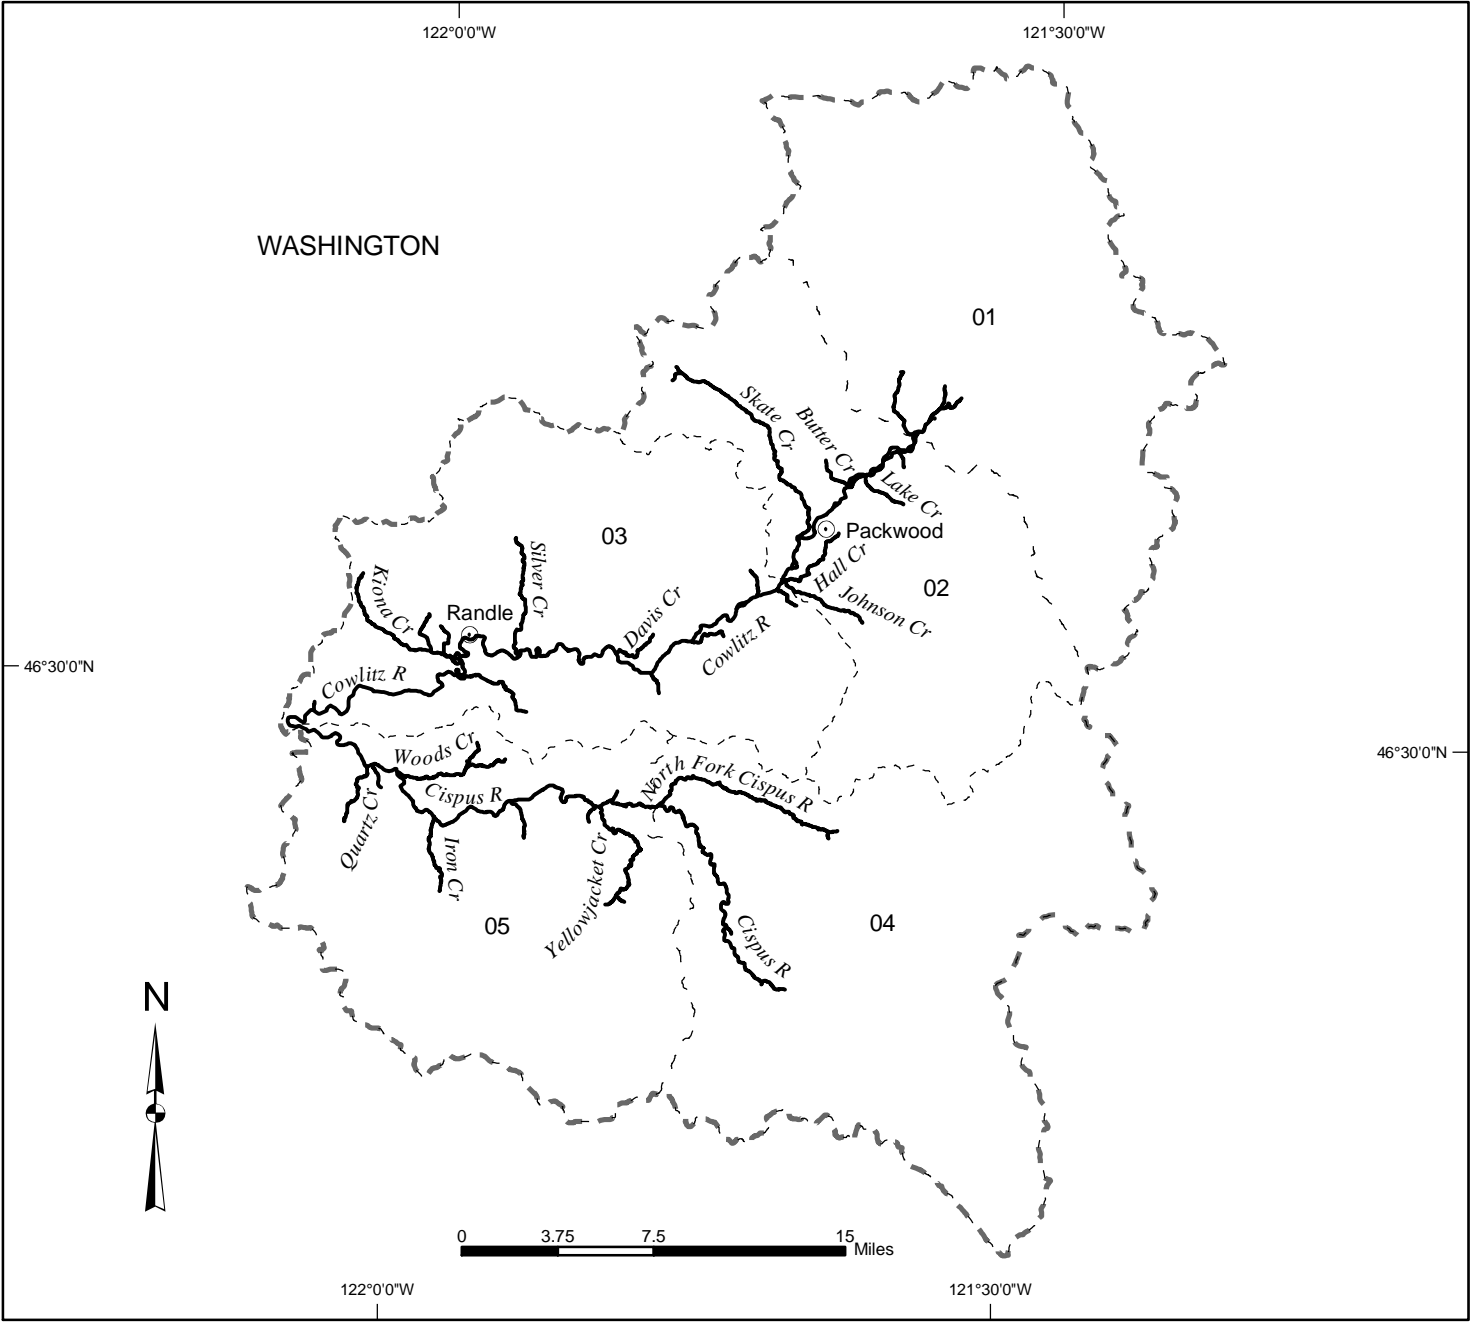 122°0'0"W
121°30'0"W
WASHINGTON
01
Skate Cr
Butter Cr
Lake Cr
Packwood
03
Silver Cr
Hall Cr
02
Kiona Cr
Randle
Davis Cr
Johnson Cr
Cowlitz R
46°30'0"N
Cowlitz R
Woods Cr
46°30'0"N
North Fork Cispus R
Cispus R
Quartz Cr
Iron Cr
Yellowjacket Cr
05
04
Cispus R
N
0 3.75 7.5 15
Miles
122°0'0"W
121°30'0"W